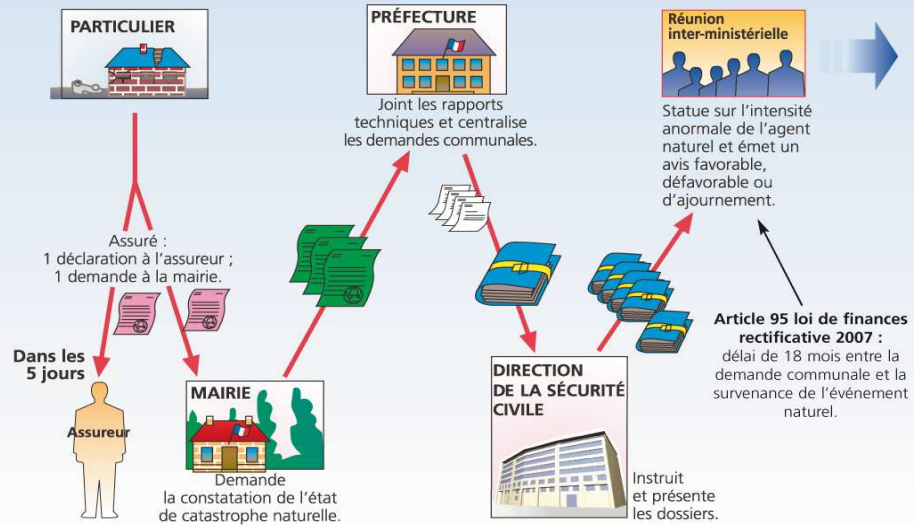 PARTICULIER
Assuré :
1 déclaration à l'assureur ;
1 demande à la mairie.
Dans les
5 jours
Assureur
MAIRIE
Demande
la constatation de l'état
de catastrophe naturelle.
PRÉFECTURE
Joint les rapports
techniques et centralise
les demandes communales.
DIRECTION
DE LA SÉCURITÉ
CIVILE
Instruit
et présente
les dossiers.
Réunion
inter-ministérielle
Statue sur l'intensité
anormale de l'agent
naturel et émet un
avis favorable,
défavorable ou
d'ajournement.
Article 95 loi de finances
rectificative 2007 :
délai de 18 mois entre la
demande communale et la
survenance de l'événement
naturel.